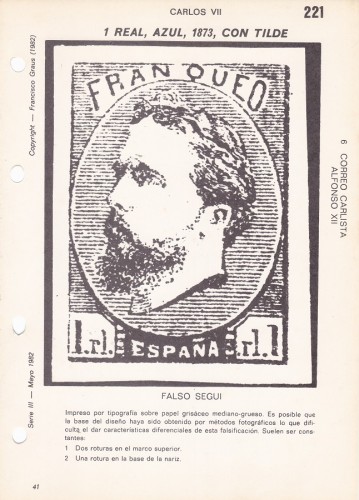 CARLOS VII
221
1 REAL, AZUL, 1873, CON TILDE
Copyright — Francisco Graus (1982)
6 CORREO CARLISTA
ALFONSO XII
FRANQUEO
1 rl.
ESPAÑA
rl. 1
FALSO SEGUI
Impreso por tipografía sobre papel grisáceo mediano-grueso. Es posible que
la base del diseño haya sido obtenido por métodos fotográficos lo que difi-
culta el dar características diferenciales de esta falsificación. Suelen ser cons-
tantes:
1 Dos roturas en el marco superior.
2 Una rotura en la base de la nariz.
Serie III — Mayo 1982
41